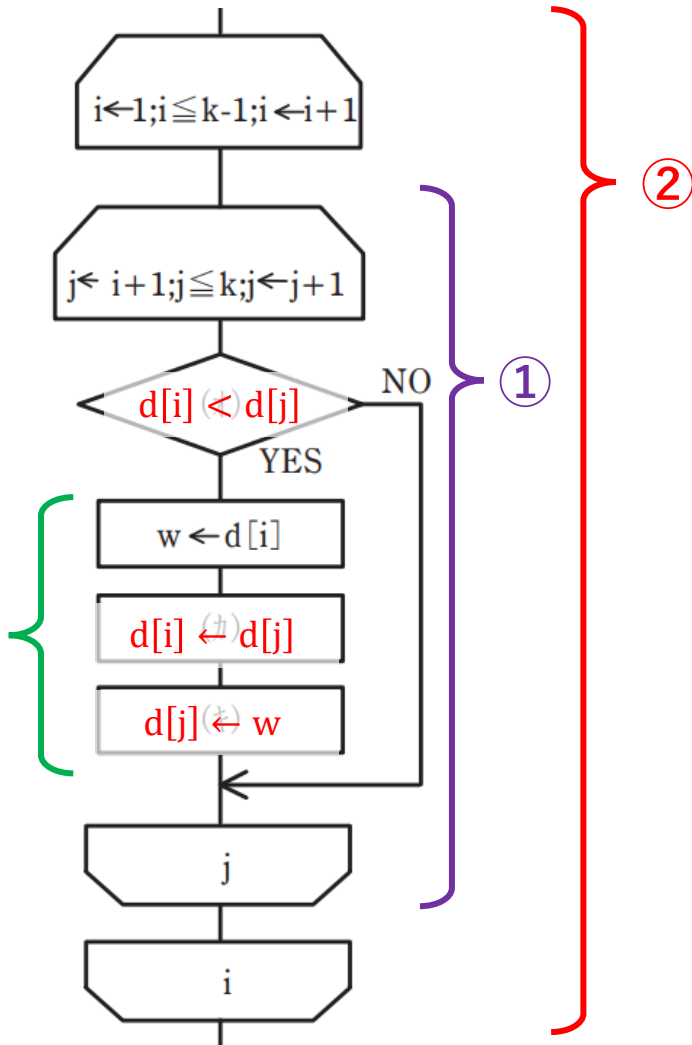 i←1;i≦k-1;i←i+1
②
j← i+1;j≦k;j←j+1
①
NO
d[i] < d[j]
YES
w←d[i]
d[i] ← d[j]
d[j] ← w
j
i